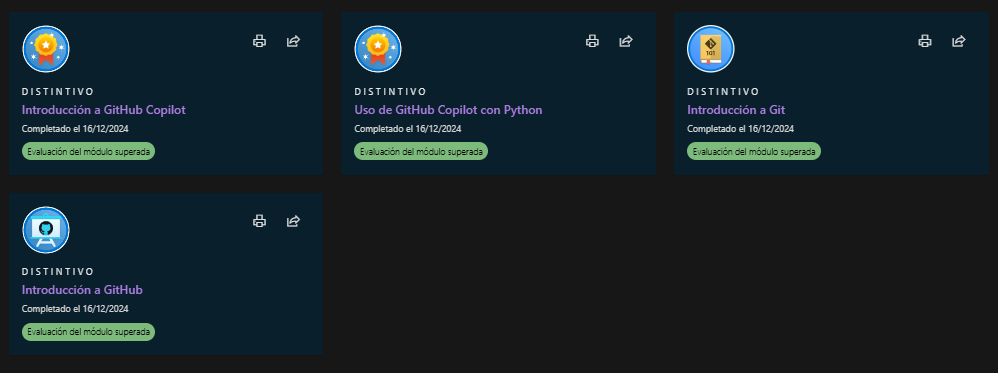 DISTINTIVO
Introducción a GitHub Copilot
Completado el 16/12/2024
Evaluación del módulo superada
DISTINTIVO
Uso de GitHub Copilot con Python
Completado el 16/12/2024
Evaluación del módulo superada
101
DISTINTIVO
Introducción a Git
Completado el 16/12/2024
Evaluación del módulo superada
DISTINTIVO
Introducción a GitHub
Completado el 16/12/2024
Evaluación del módulo superada